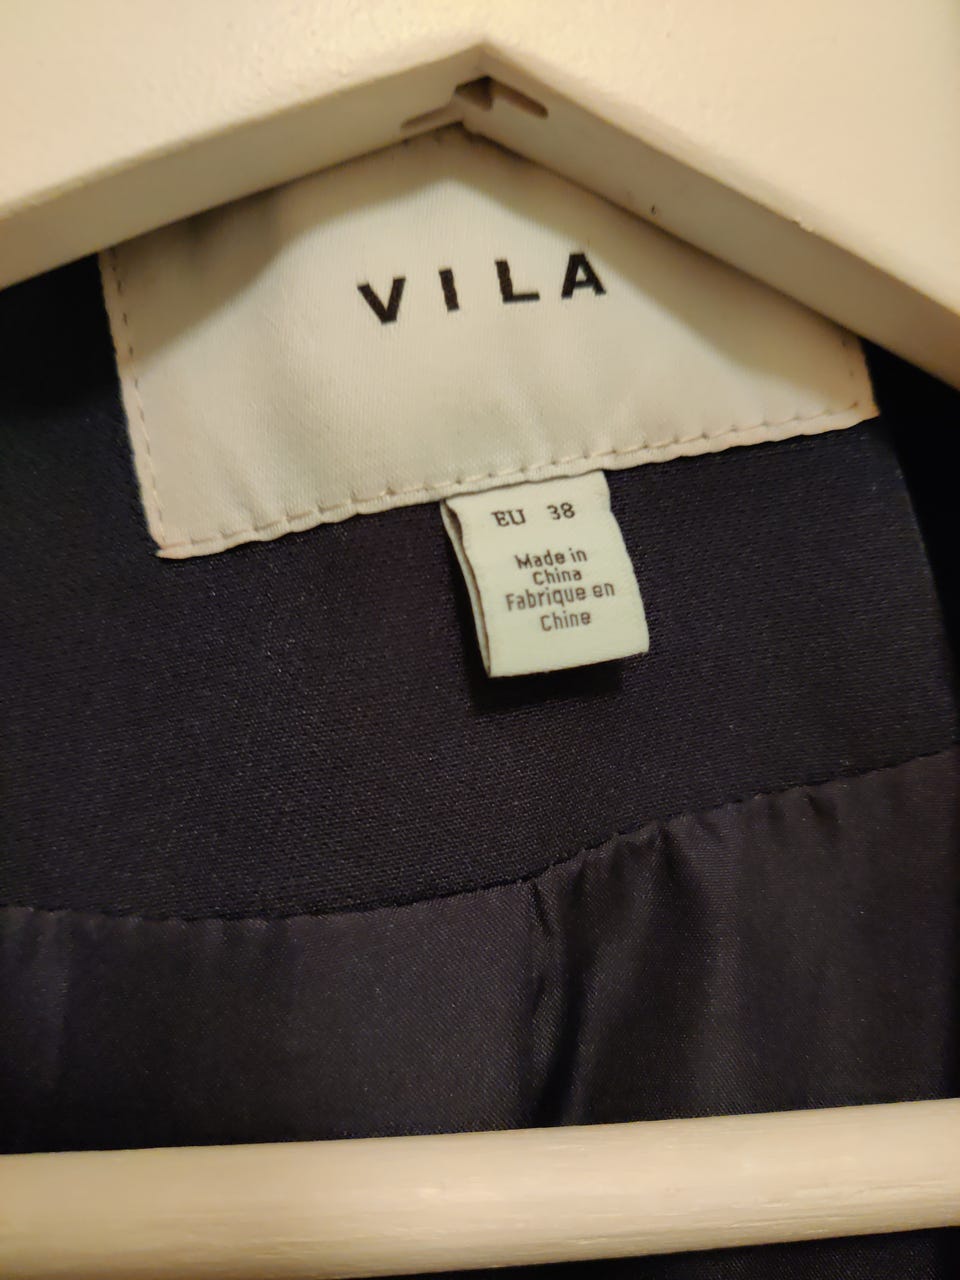 VILA
EU 38
Made in
China
Fabrique en
Chine